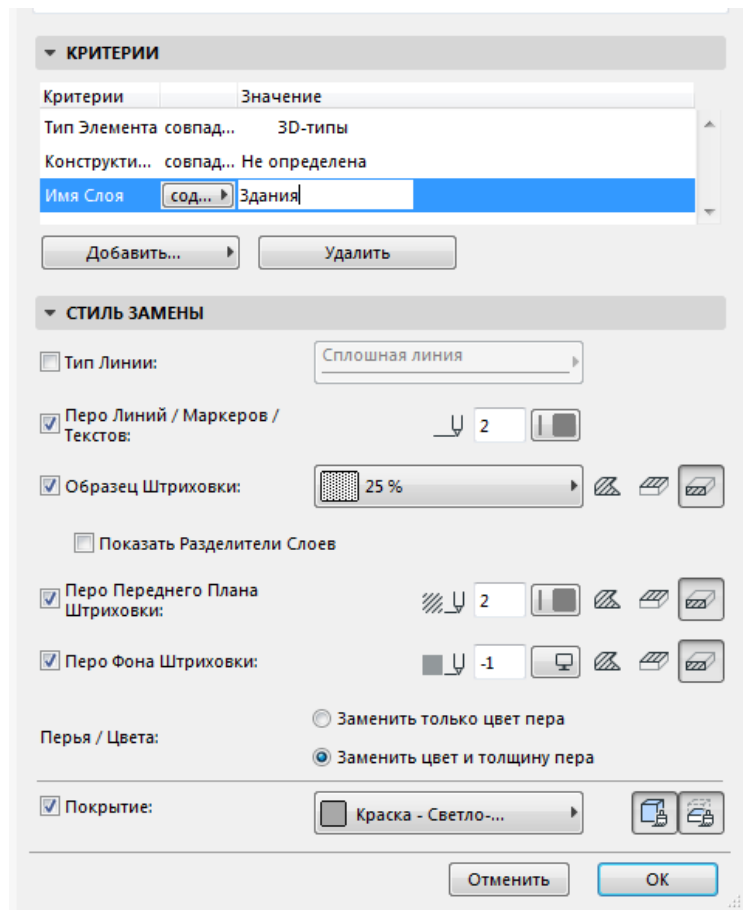 КРИТЕРИИ
Критерии Значение
Тип Элемента совпад... 3D-типы
Конструкти... совпад... Не определена
Имя Слоя сод... Здания
Добавить... Удалить
СТИЛЬ ЗАМЕНЫ
Тип Линии: Сплошная линия
Перо Линий / Маркеров /
Текстов: 2
Образец Штриховки: 25 %
Показать Разделители Слоев
Перо Переднего Плана
Штриховки: 2
Перо Фона Штриховки: -1
Перья / Цвета:
Заменить только цвет пера
Заменить цвет и толщину пера
Покрытие: Краска - Светло-...
Отменить OK